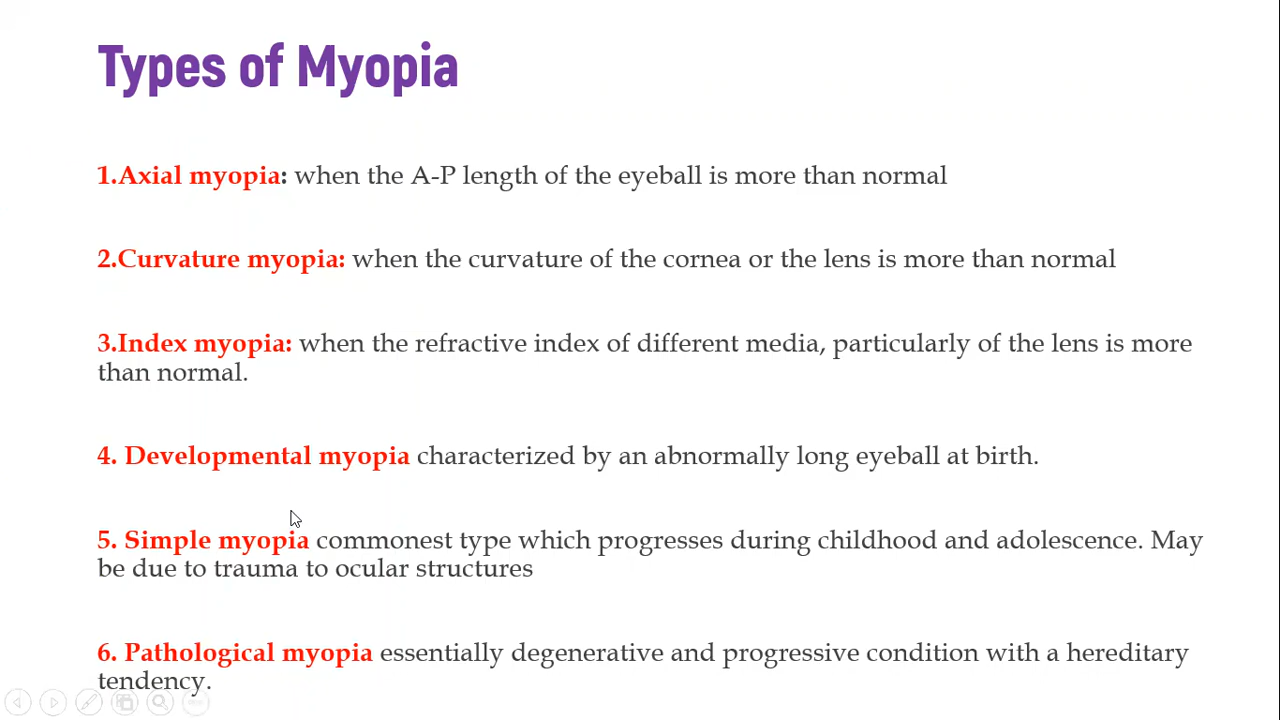 Types of Myopia
1.Axial myopia: when the A-P length of the eyeball is more than normal
2.Curvature myopia: when the curvature of the cornea or the lens is more than normal
3.Index myopia: when the refractive index of different media, particularly of the lens is more
than normal.
4. Developmental myopia characterized by an abnormally long eyeball at birth.
5. Simple myopia commonest type which progresses during childhood and adolescence. May
be due to trauma to ocular structures
6. Pathological myopia essentially degenerative and progressive condition with a hereditary
tendency.